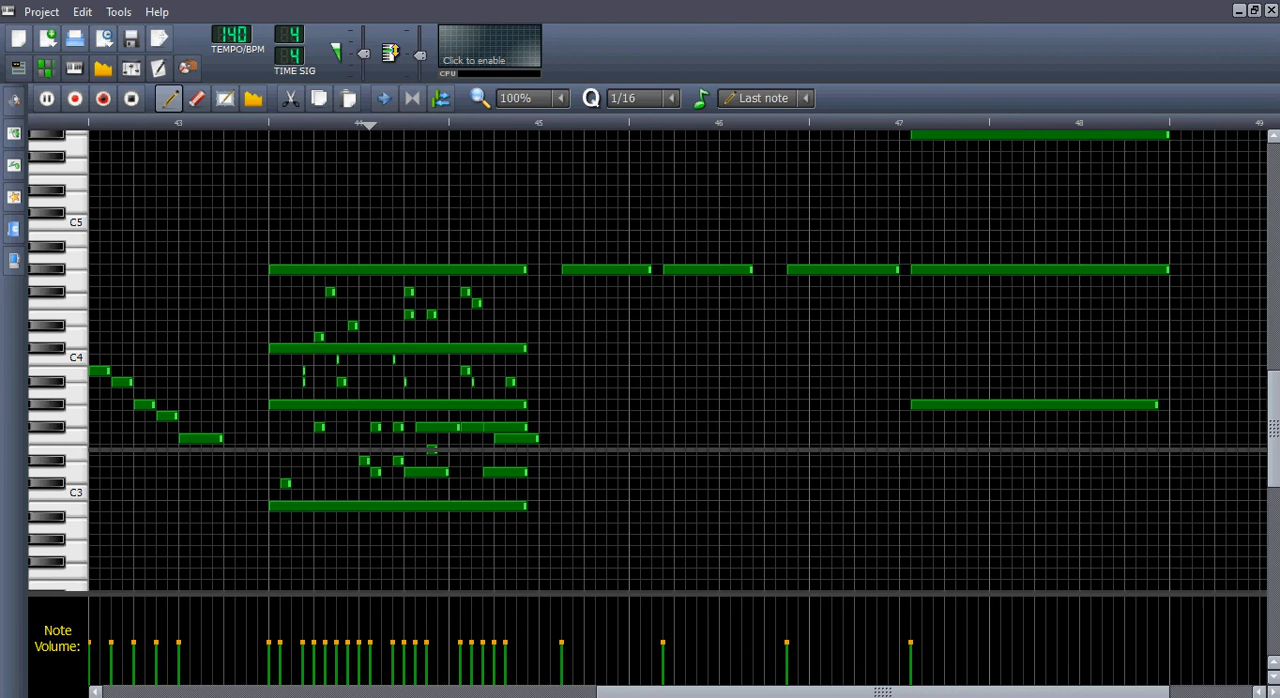 Project Edit Tools Help
140
TEMPO/BPM
4
4
TIME SIG
Click to enable
CPU
100%
1/16
Last note
43 44 45 46 47 48 49
C5
C4
C3
Note
Volume: